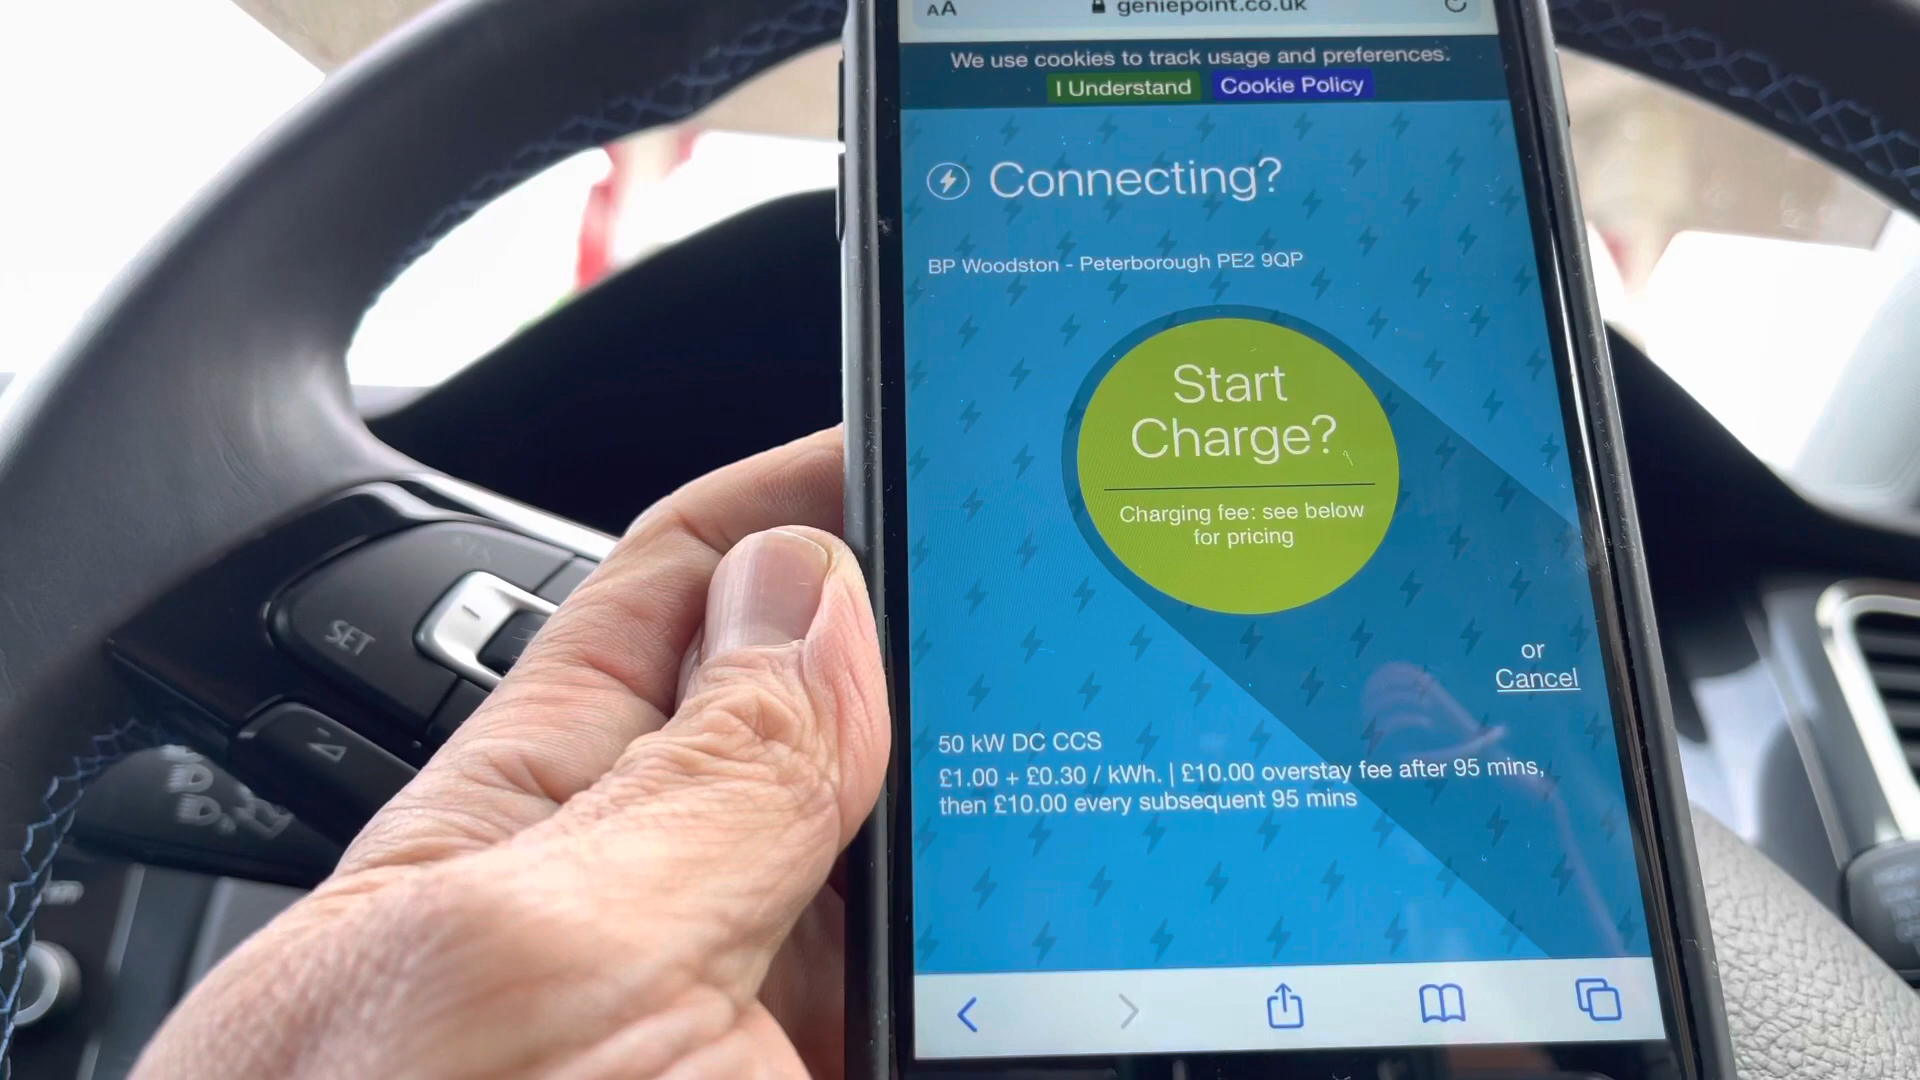 AA geniepoint.co.uk
We use cookies to track usage and preferences.
I Understand Cookie Policy
Connecting?
BP Woodston - Peterborough PE2 9QP
Start
Charge?
Charging fee: see below
for pricing
or
Cancel
50 kW DC CCS
£1.00 + £0.30 / kWh. | £10.00 overstay fee after 95 mins,
then £10.00 every subsequent 95 mins
SET